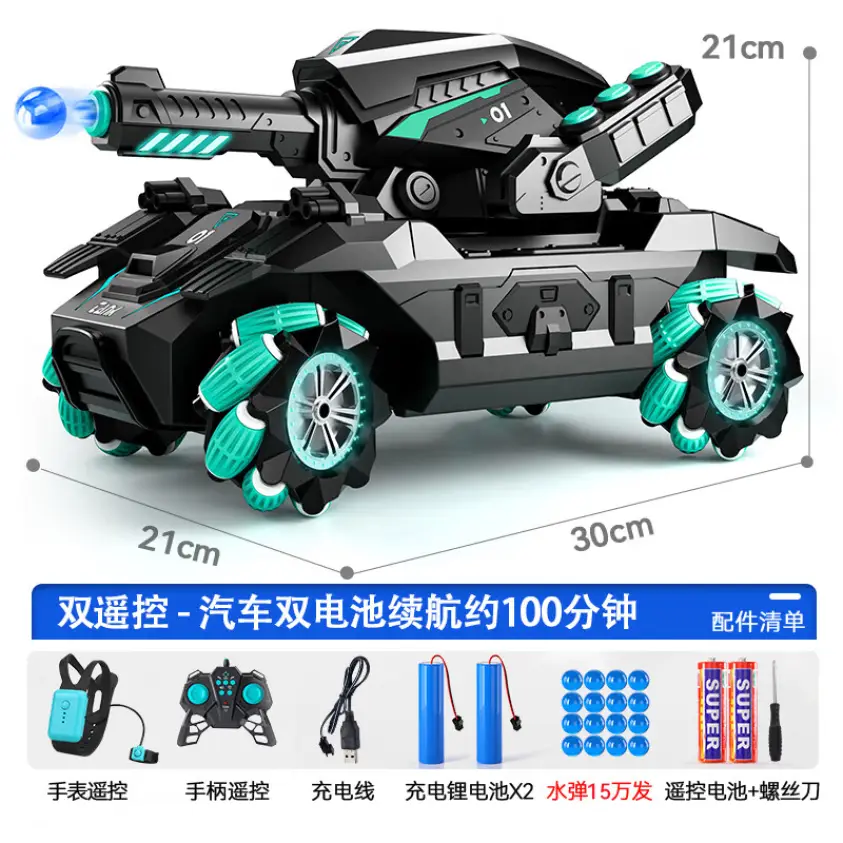 21cm
01
01
21cm
30cm
双遥控 - 汽车双电池续航约100分钟
配件清单
SUPER
SUPER
手表遥控
手柄遥控
充电线
充电锂电池X2
水弹15万发
遥控电池+螺丝刀